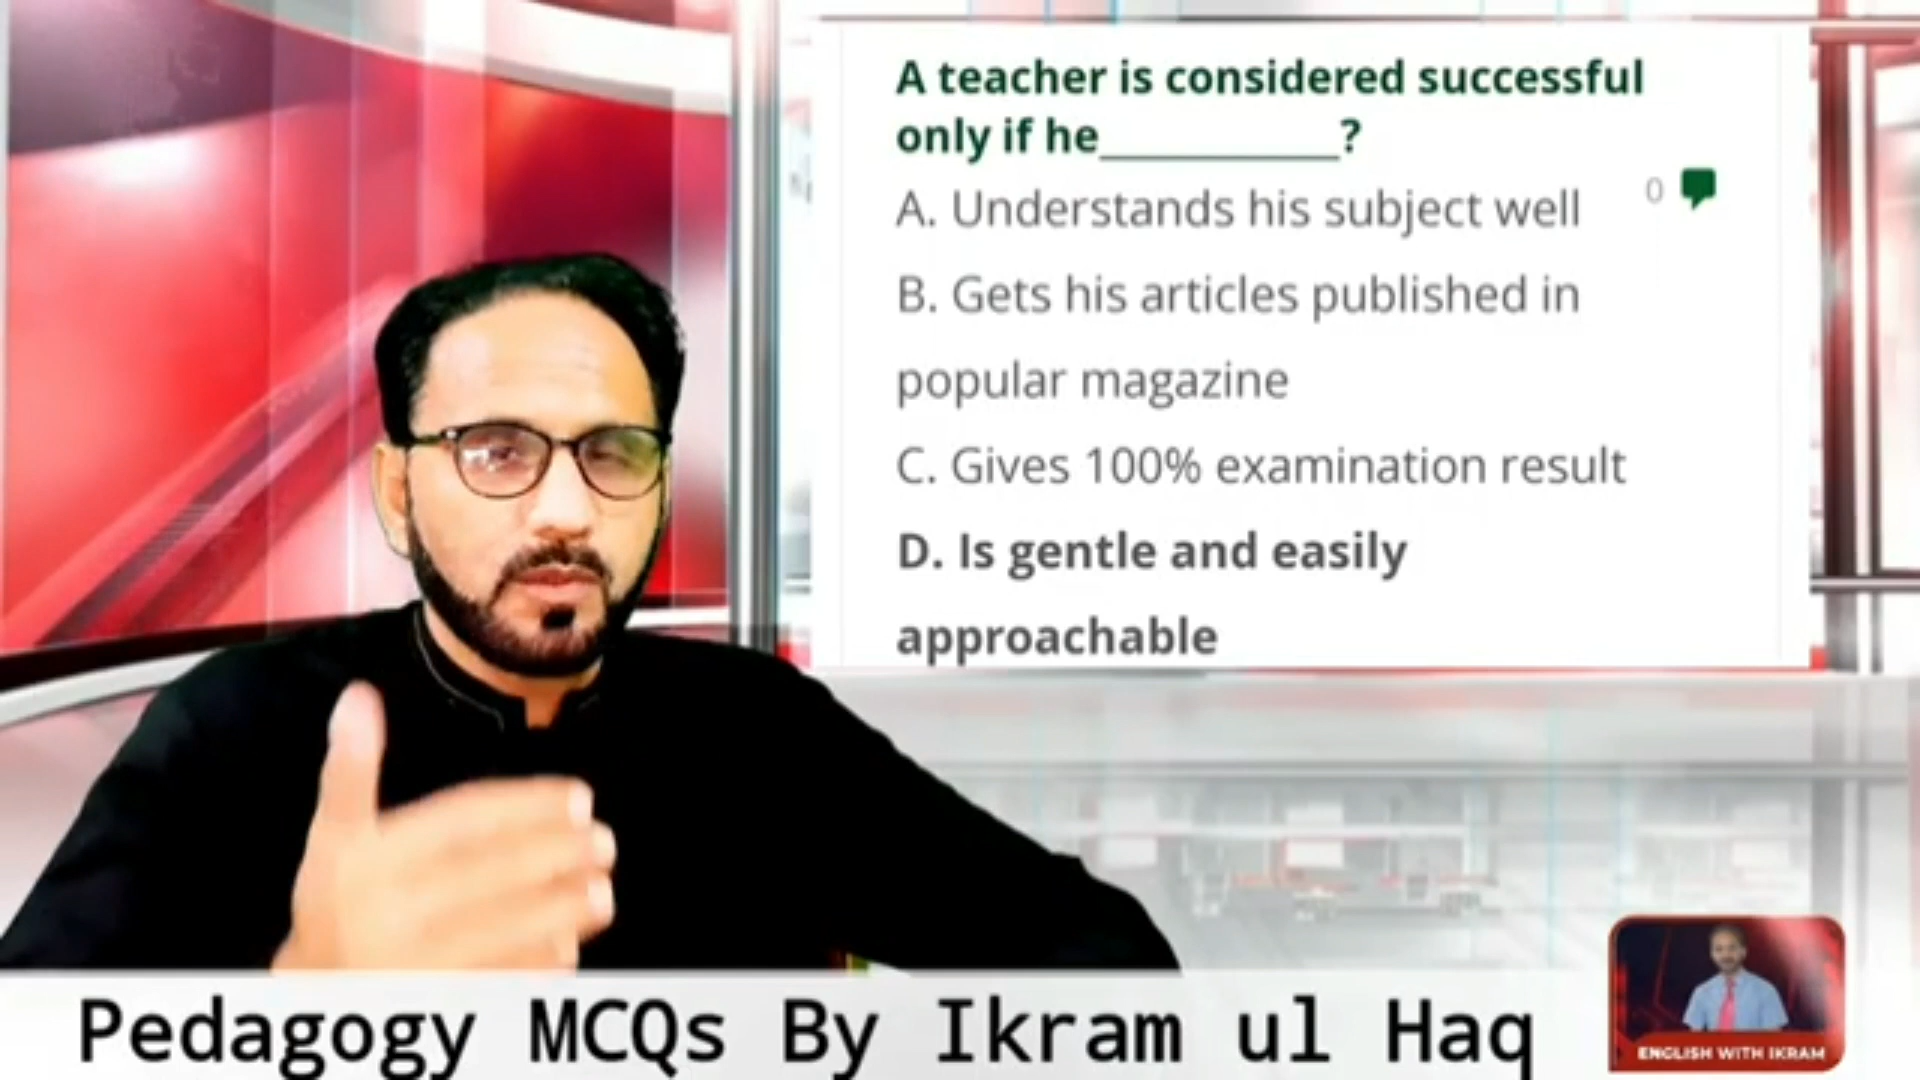 A teacher is considered successful
only if he__________?
0
A. Understands his subject well
B. Gets his articles published in
popular magazine
C. Gives 100% examination result
D. Is gentle and easily
approachable
Pedagogy MCQs By Ikram ul Haq
ENGLISH WITH IKRAM